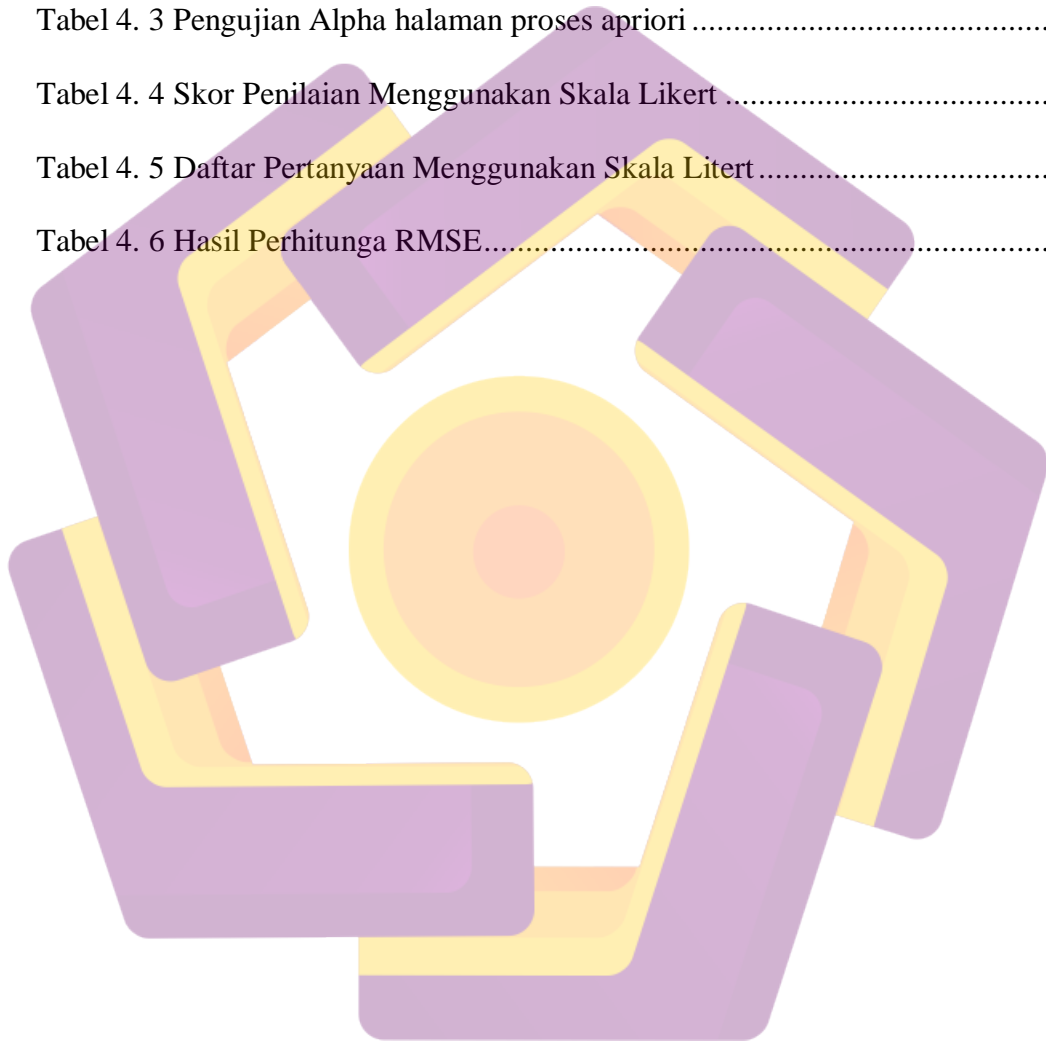 Tabel 4. 3 Pengujian Alpha halaman proses apriori ........................................
Tabel 4. 4 Skor Penilaian Menggunakan Skala Likert ....................................
Tabel 4. 5 Daftar Pertanyaan Menggunakan Skala Litert ................................
Tabel 4. 6 Hasil Perhitunga RMSE................................................................